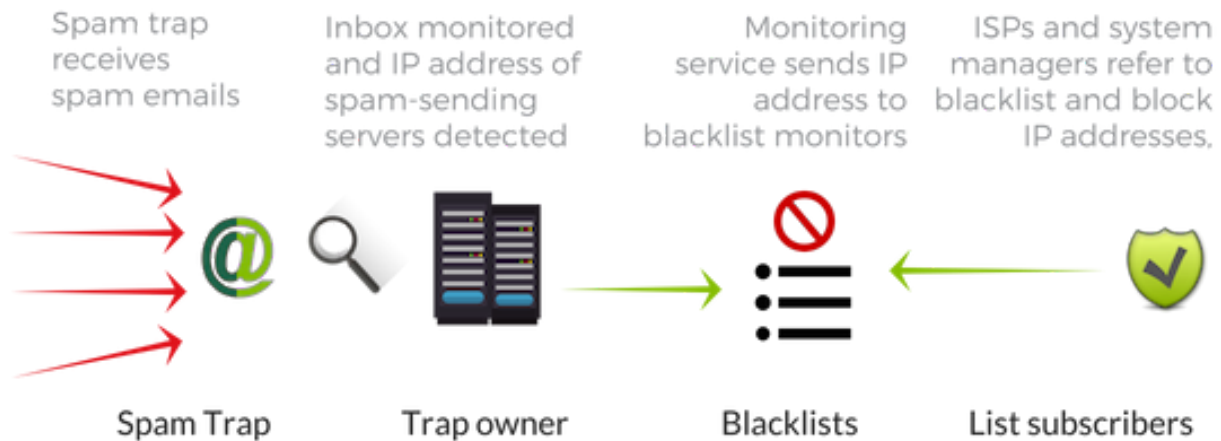 Spam trap
receives
spam emails
Inbox monitored
and IP address of
spam-sending
servers detected
Monitoring
service sends IP
address to
blacklist monitors
ISPs and system
managers refer to
blacklist and block
IP addresses,
@
Spam Trap
Trap owner
Blacklists
List subscribers